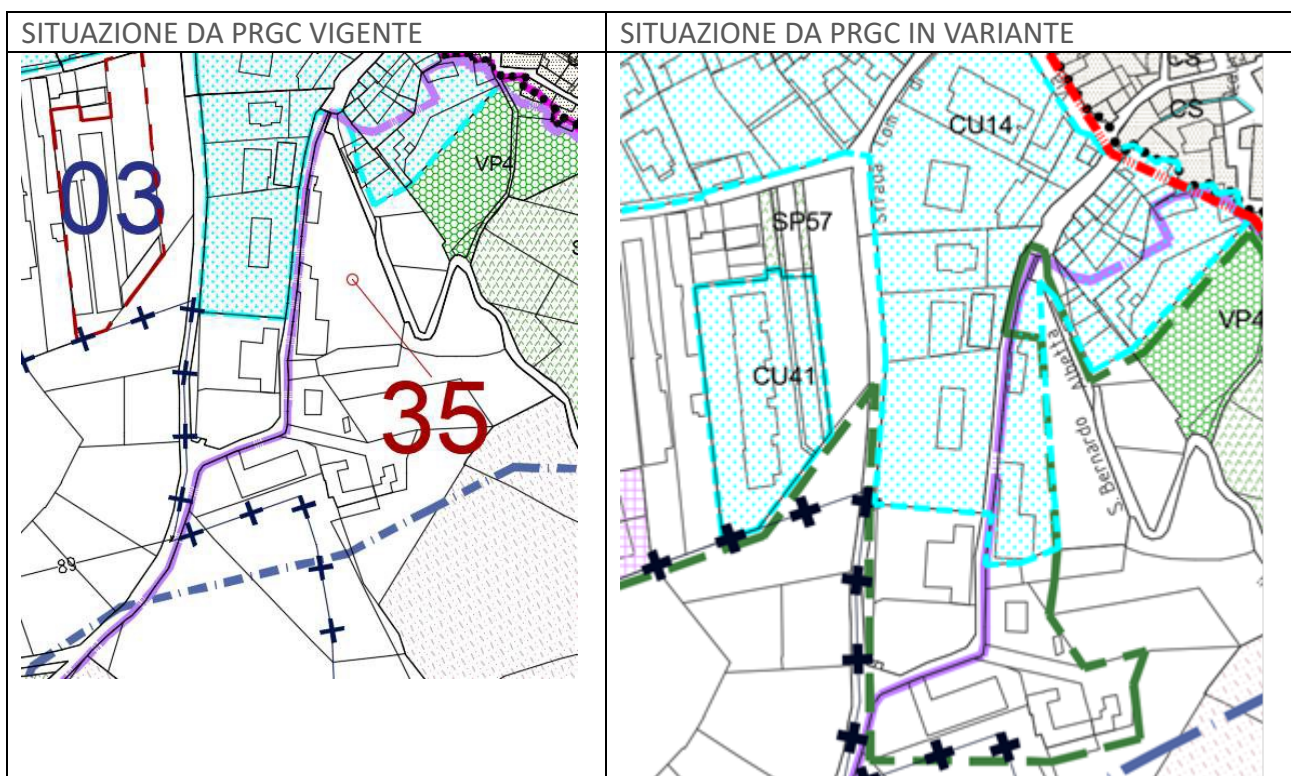 SITUAZIONE DA PRGC VIGENTE
SITUAZIONE DA PRGC IN VARIANTE
CS
CU14
CS
03
VP4
SP57
VP4
CU41
35
S. Bernardo
Albetta
89